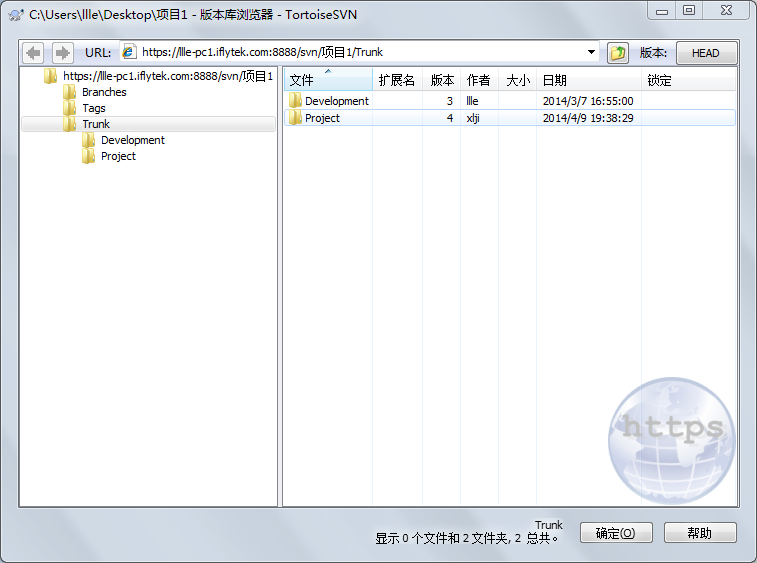 C:\Users\llle\Desktop\项目1 - 版本库浏览器 - TortoiseSVN
URL: https://llle-pc1.iflytek.com:8888/svn/项目1/Trunk 版本: HEAD
https://llle-pc1.iflytek.com:8888/svn/项目1
Branches
Tags
Trunk
Development
Project
文件 扩展名 版本 作者 大小 日期 锁定
Development 3 llle 2014/3/7 16:55:00
Project 4 xlji 2014/4/9 19:38:29
https
Trunk
显示 0 个文件和 2 文件夹, 2 总共。
确定(O) 帮助